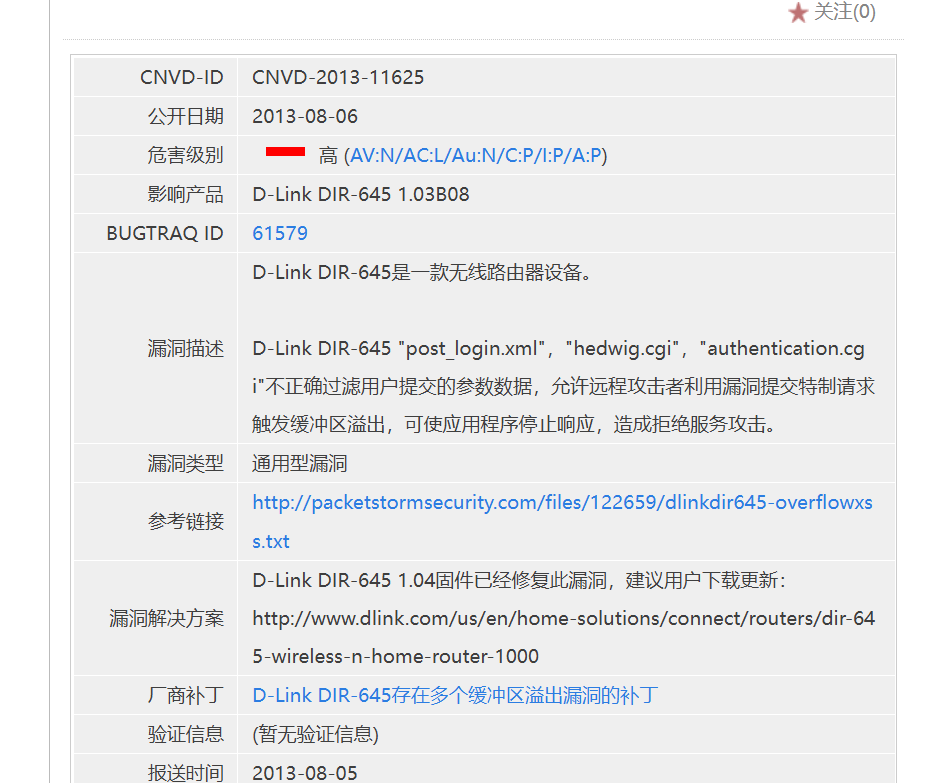 关注(0)
CNVD-ID CNVD-2013-11625
公开日期 2013-08-06
危害级别 高 (AV:N/AC:L/Au:N/C:P/I:P/A:P)
影响产品 D-Link DIR-645 1.03B08
BUGTRAQ ID 61579
漏洞描述
D-Link DIR-645是一款无线路由器设备。
D-Link DIR-645 "post_login.xml"，"hedwig.cgi"，"authentication.cg
i"不正确过滤用户提交的参数数据，允许远程攻击者利用漏洞提交特制请求
触发缓冲区溢出，可使应用程序停止响应，造成拒绝服务攻击。
漏洞类型 通用型漏洞
参考链接
http://packetstormsecurity.com/files/122659/dlinkdir645-overflowxs
s.txt
漏洞解决方案
D-Link DIR-645 1.04固件已经修复此漏洞，建议用户下载更新：
http://www.dlink.com/us/en/home-solutions/connect/routers/dir-64
5-wireless-n-home-router-1000
厂商补丁 D-Link DIR-645存在多个缓冲区溢出漏洞的补丁
验证信息 (暂无验证信息)
报送时间 2013-08-05